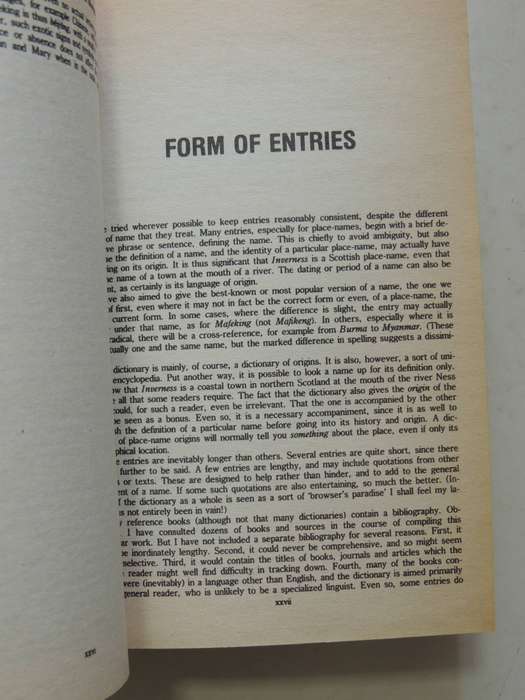 FORM OF ENTRIES
tried wherever possible to keep entries reasonably consistent, despite the different
of name that they treat. Many entries, especially for place-names, begin with a brief de-
phrase or sentence, defining the name. This is chiefly to avoid ambiguity, but also
the definition of a name, and the identity of a particular place-name, may actually have
ing on its origin. It is thus significant that Inverness is a Scottish place-name, even that
name of a town at the mouth of a river. The dating or period of a name can also be
nt, as certainly is its language of origin.
ve also aimed to give the best-known or most popular version of a name, the one we
f first, even where it may not in fact be the correct form or even, of a place-name, the
current form. In some cases, where the difference is slight, the entry may actually
under that name, as for Mafeking (not Mafikeng). In others, especially where it is
radical, there will be a cross-reference, for example from Burma to Myanmar. (These
ually one and the same name, but the marked difference in spelling suggests a dissimi-
dictionary is mainly, of course, a dictionary of origins. It is also, however, a sort of uni-
encyclopedia. Put another way, it is possible to look a name up for its definition only.
ow that Inverness is a coastal town in northern Scotland at the mouth of the river Ness
all that some readers require. The fact that the dictionary also gives the origin of the
ould, for such a reader, even be irrelevant. That the one is accompanied by the other
be seen as a bonus. Even so, it is a necessary accompaniment, since it is as well to
sh the definition of a particular name before going into its history and origin. A dic-
of place-name origins will normally tell you something about the place, even if only its
phical location.
entries are inevitably longer than others. Several entries are quite short, since there
further to be said. A few entries are lengthy, and may include quotations from other
or texts. These are designed to help rather than hinder, and to add to the general
ent of a name. If some such quotations are also entertaining, so much the better. (In-
f the dictionary as a whole is seen as a sort of 'browser's paradise' I shall feel my la-
is not entirely been in vain!)
reference books (although not that many dictionaries) contain a bibliography. Ob-
I have consulted dozens of books and sources in the course of compiling this
ar work. But I have not included a separate bibliography for several reasons. First, it
be inordinately lengthy. Second, it could never be comprehensive, and so might seem
selective. Third, it would contain the titles of books, journals and articles which the
reader might well find difficulty in tracking down. Fourth, many of the books con-
were (inevitably) in a language other than English, and the dictionary is aimed primarily
general reader, who is unlikely to be a specialized linguist. Even so, some entries do
xxvii
xxvi